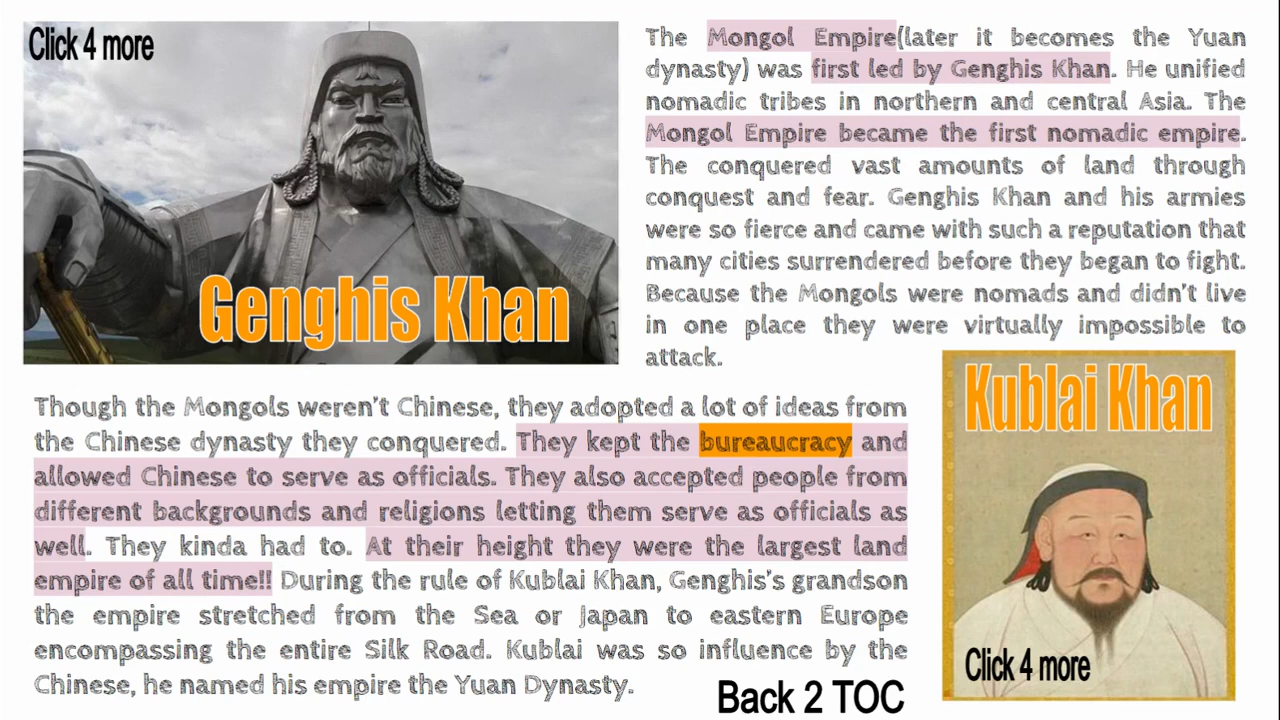 Click 4 more
Genghis Khan
The Mongol Empire(later it becomes the Yuan
dynasty) was first led by Genghis Khan. He unified
nomadic tribes in northern and central Asia. The
Mongol Empire became the first nomadic empire.
The conquered vast amounts of land through
conquest and fear. Genghis Khan and his armies
were so fierce and came with such a reputation that
many cities surrendered before they began to fight.
Because the Mongols were nomads and didn't live
in one place they were virtually impossible to
attack.
Though the Mongols weren't Chinese, they adopted a lot of ideas from
the Chinese dynasty they conquered. They kept the bureaucracy and
allowed Chinese to serve as officials. They also accepted people from
different backgrounds and religions letting them serve as officials as
well. They kinda had to. At their height they were the largest land
empire of all time!! During the rule of Kublai Khan, Genghis's grandson
the empire stretched from the Sea or Japan to eastern Europe
encompassing the entire Silk Road. Kublai was so influence by the
Chinese, he named his empire the Yuan Dynasty.
Kublai Khan
Click 4 more
Back 2 TOC